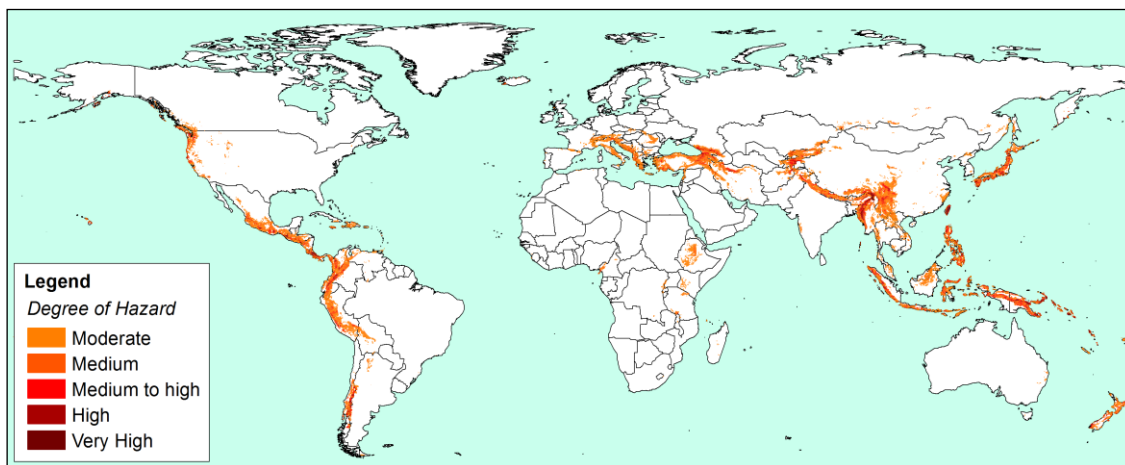 Legend
Degree of Hazard
Moderate
Medium
Medium to high
High
Very High